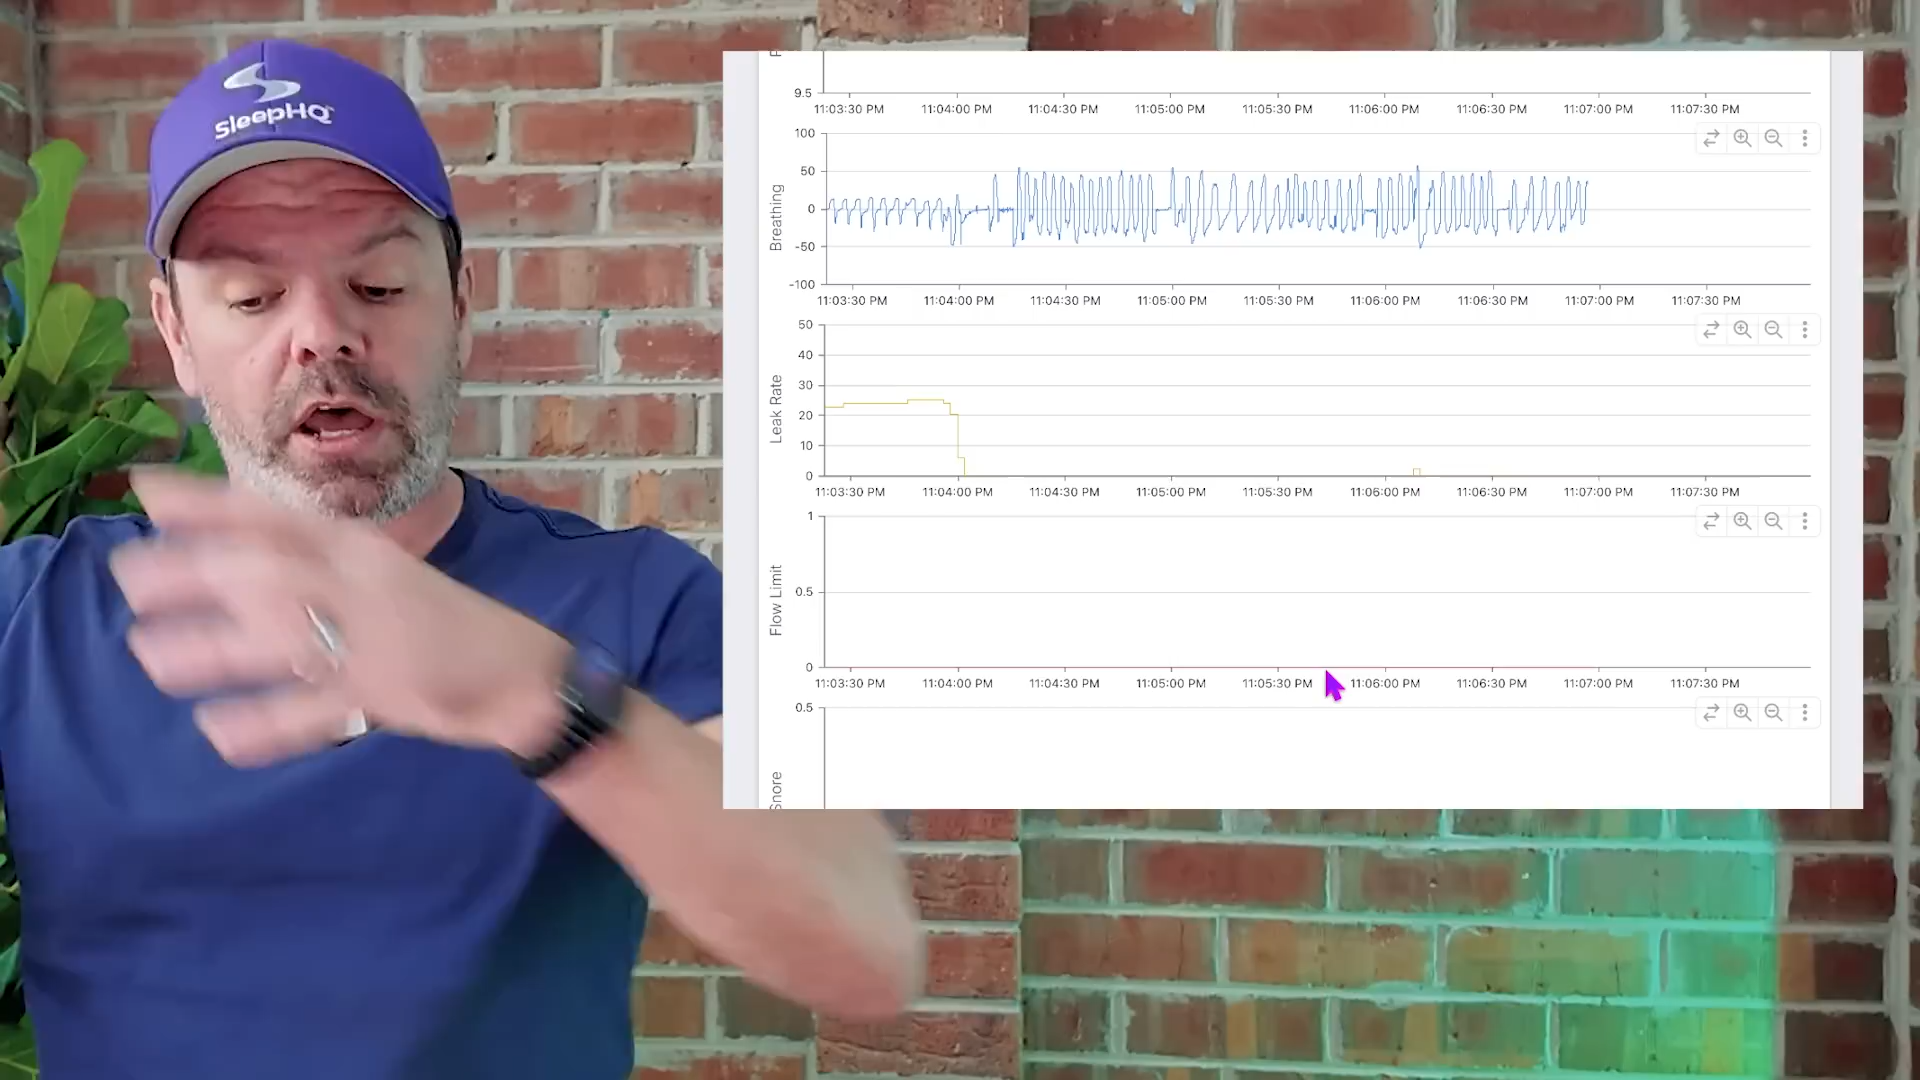 SleepHQ
9.5
11:03:30 PM 11:04:00 PM 11:04:30 PM 11:05:00 PM 11:05:30 PM 11:06:00 PM 11:06:30 PM 11:07:00 PM 11:07:30 PM
100
50
0
-50
-100
Breathing
11:03:30 PM 11:04:00 PM 11:04:30 PM 11:05:00 PM 11:05:30 PM 11:06:00 PM 11:06:30 PM 11:07:00 PM 11:07:30 PM
50
40
30
20
10
0
Leak Rate
11:03:30 PM 11:04:00 PM 11:04:30 PM 11:05:00 PM 11:05:30 PM 11:06:00 PM 11:06:30 PM 11:07:00 PM 11:07:30 PM
1
0.5
0
Flow Limit
11:03:30 PM 11:04:00 PM 11:04:30 PM 11:05:00 PM 11:05:30 PM 11:06:00 PM 11:06:30 PM 11:07:00 PM 11:07:30 PM
0.5
Snore